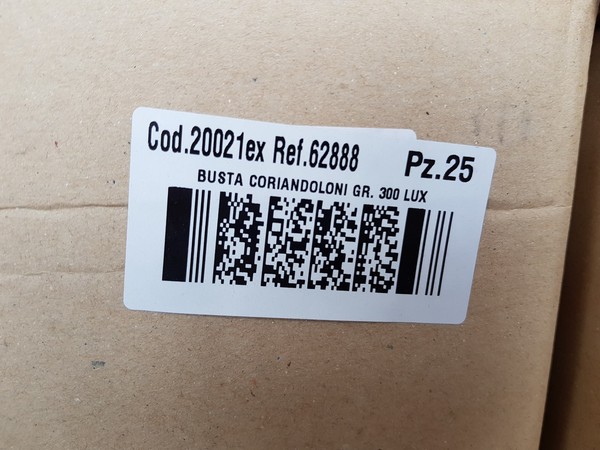 Cod.20021ex Ref.62888 Pz.25
BUSTA CORIANDOLONI GR. 300 LUX